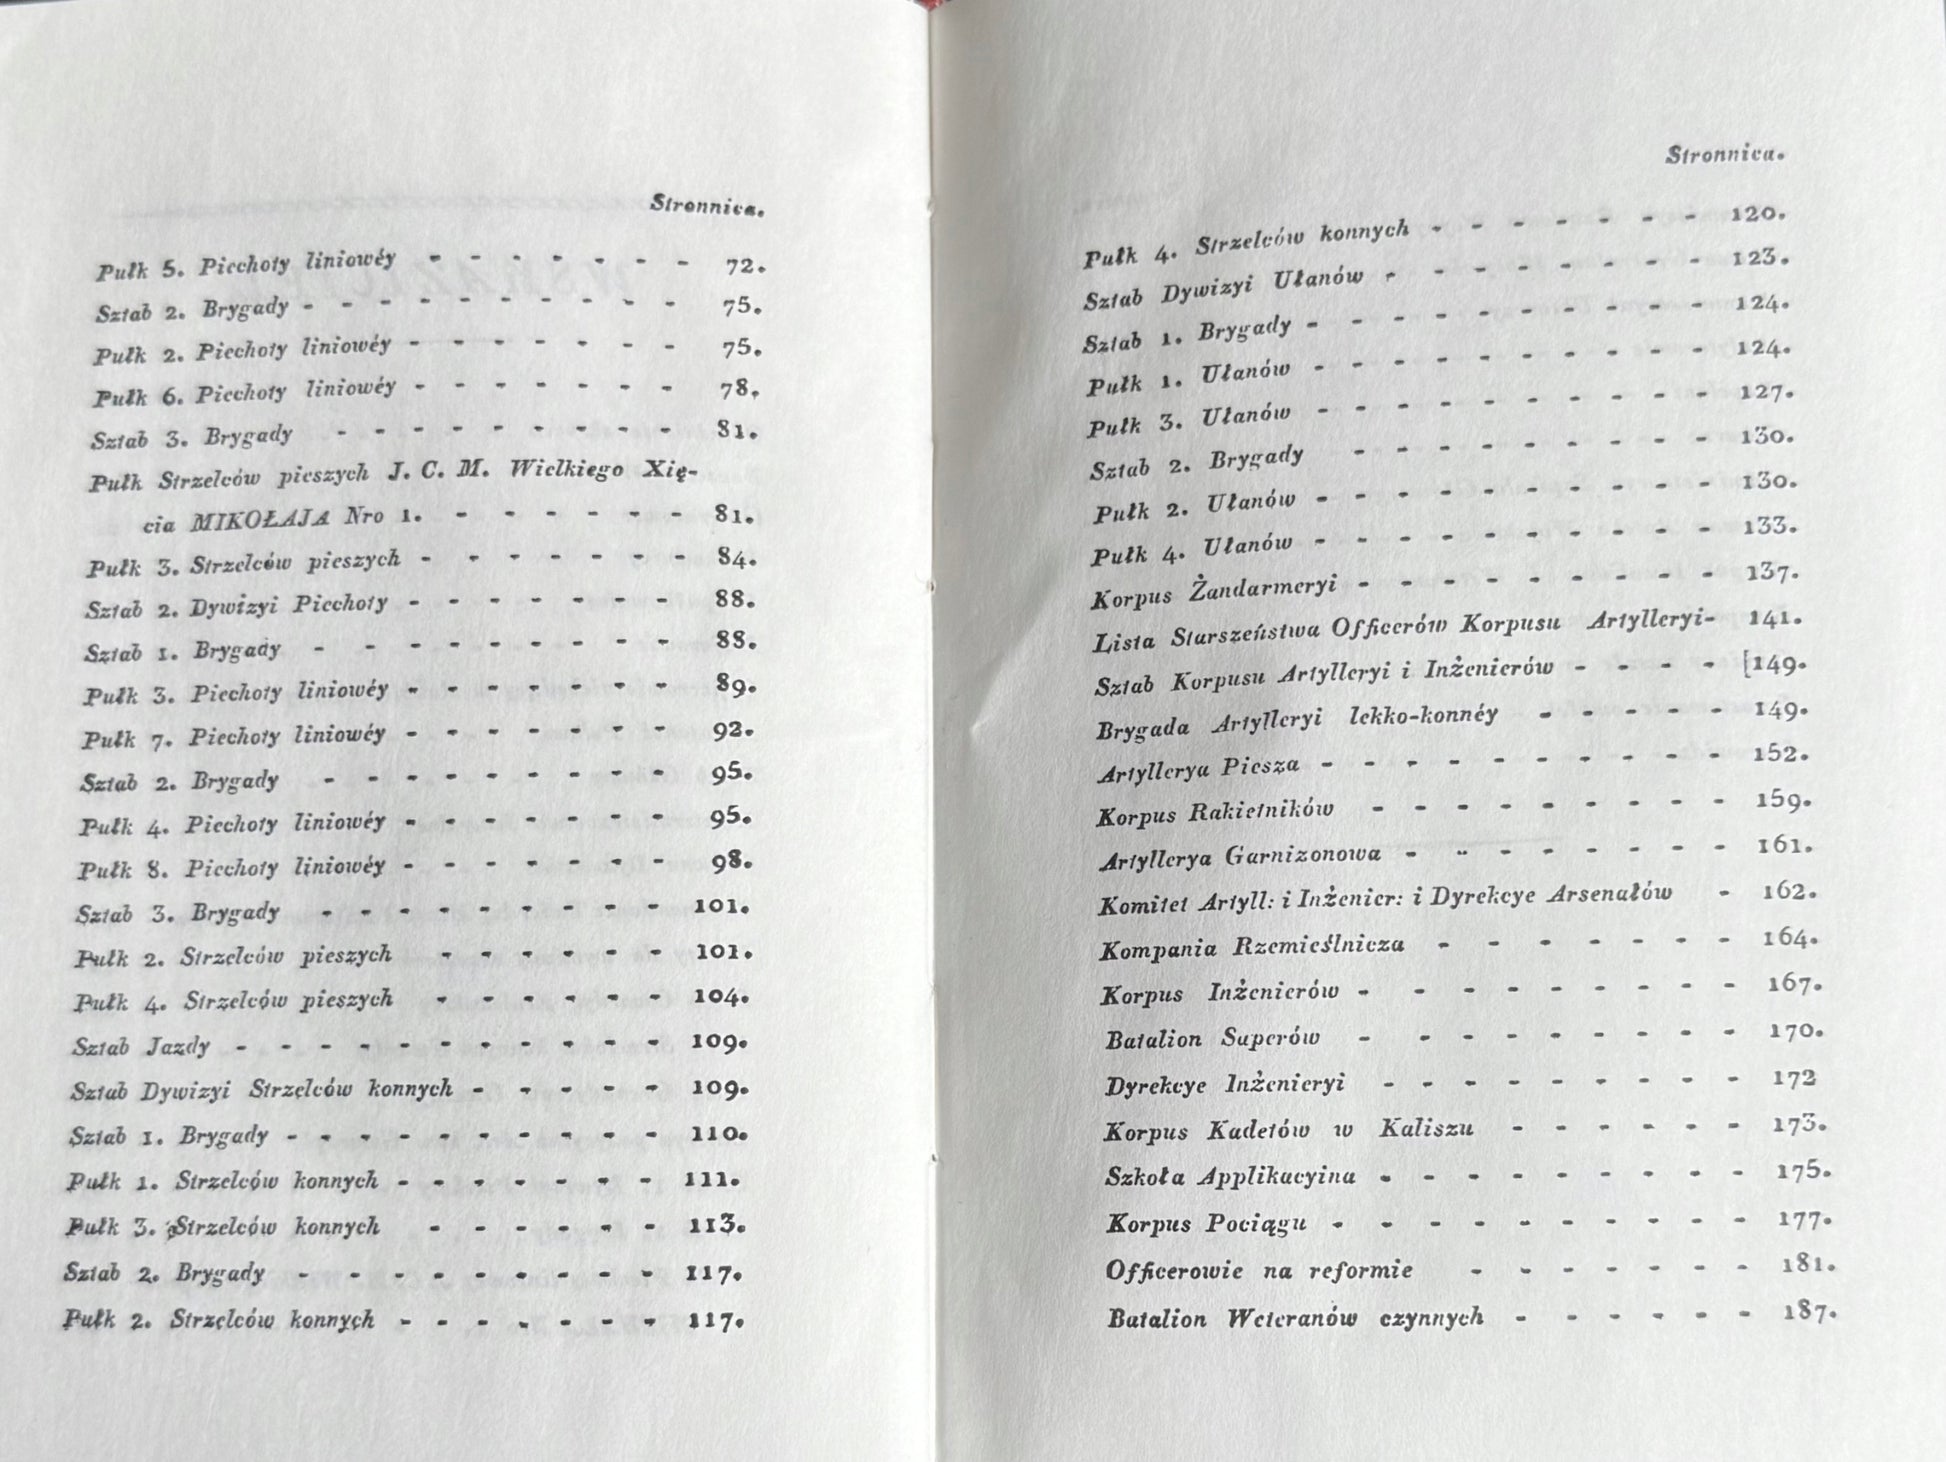 Stronnica.
Pułk 5. Piechoty liniowéy - - - - - - - 72.
Sztab 2. Brygady - - - - - - - - - - 75.
Pułk 2. Piechoty liniowéy - - - - - - - 75.
Pułk 6. Piechoty liniowéy - - - - - - - 78.
Sztab 3. Brygady - - - - - - - - - 81.
Pułk Strzelców pieszych J. C. M. Wielkiego Xię-
cia MIKOŁAJA Nro 1. - - - - - - 81.
Pułk 3. Strzelców pieszych - - - - - - - 84.
Sztab 2. Dywizyi Piechoty - - - - - - - 88.
Sztab 1. Brygady - - - - - - - - 88.
Pułk 3. Piechoty liniowéy - - - - - - - 89.
Pułk 7. Piechoty liniowéy - - - - - - - 92.
Sztab 2. Brygady - - - - - - - - - 95.
Pułk 4. Piechoty liniowéy - - - - - - - 95.
Pułk 8. Piechoty liniowéy - - - - - - - 98.
Sztab 3. Brygady - - - - - - - - - 101.
Pułk 2. Strzelców pieszych - - - - - - 101.
Pułk 4. Strzelców pieszych - - - - - - 104.
Sztab Jazdy - - - - - - - - - - - 109.
Sztab Dywizyi Strzelców konnych - - - - - 109.
Sztab 1. Brygady - - - - - - - - - - 110.
Pułk 1. Strzelców konnych - - - - - - - 111.
Pułk 3. Strzelców konnych - - - - - - 113.
Sztab 2. Brygady - - - - - - - - - 117.
Pułk 2. Strzelców konnych - - - - - - - 117.
Stronnica.
Pułk 4. Strzelców konnych - - - - - - - 120.
Sztab Dywizyi Ułanów - - - - - - - - 123.
Sztab 1. Brygady - - - - - - - - - - 124.
Pułk 1. Ułanów - - - - - - - - - - 124.
Pułk 3. Ułanów - - - - - - - - - - 127.
Sztab 2. Brygady - - - - - - - - - 130.
Pułk 2. Ułanów - - - - - - - - - - 130.
Pułk 4. Ułanów - - - - - - - - - - 133.
Korpus Żandarmeryi - - - - - - - - - 137.
Lista Starszeństwa Officerów Korpusu Artylleryi- 141.
Sztab Korpusu Artylleryi i Inżenierów - - - - [149.
Brygada Artylleryi lekko-konnéy - - - - - 149.
Artyllerya Piesza - - - - - - - - - - 152.
Korpus Rakietników - - - - - - - - - 159.
Artyllerya Garnizonowa - - - - - - - - 161.
Komitet Artyll: i Inżenier: i Dyrekcye Arsenałów - 162.
Kompania Rzemieślnicza - - - - - - - 164.
Korpus Inżenierów - - - - - - - - - 167.
Batalion Saperów - - - - - - - - - 170.
Dyrekcye Inżenieryi - - - - - - - - - 172
Korpus Kadetów w Kaliszu - - - - - - 173.
Szkoła Applikacyina - - - - - - - - - 175.
Korpus Pociągu - - - - - - - - - - 177.
Officerowie na reformie - - - - - - - 181.
Batalion Weteranów czynnych - - - - - - 187.